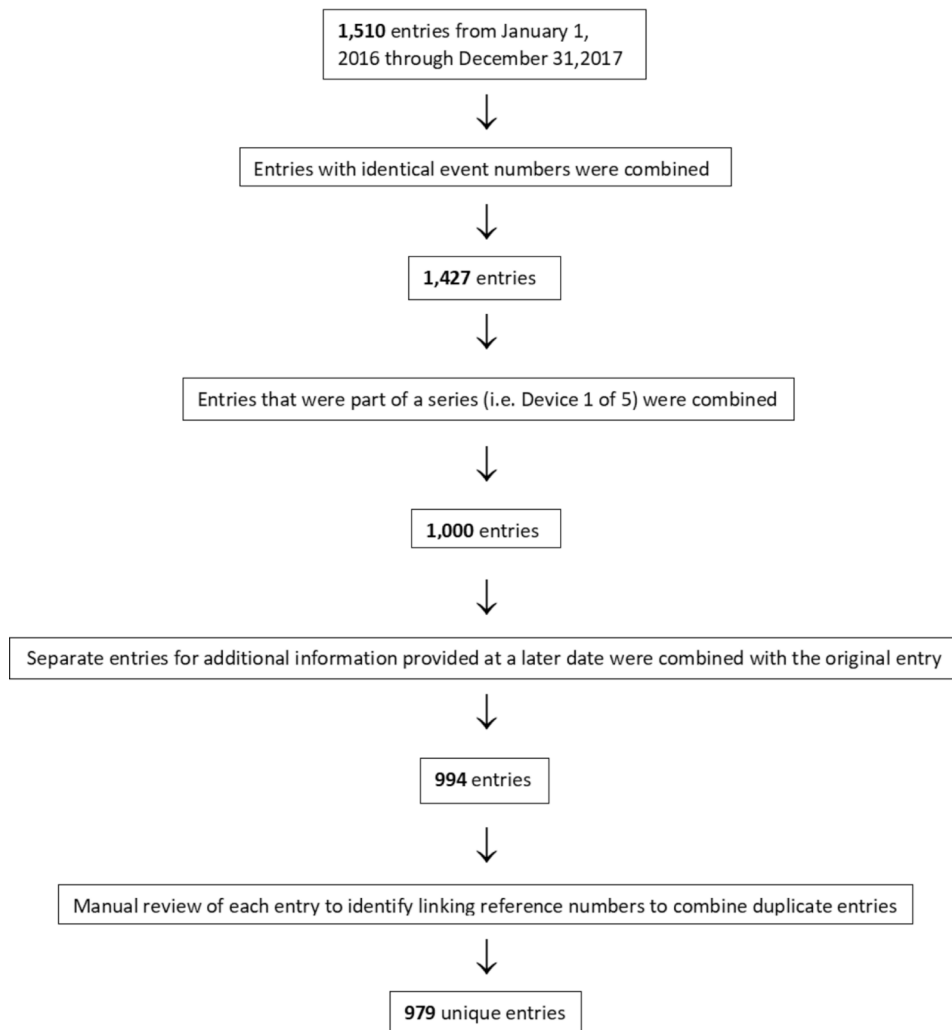 1,510 entries from January 1,
2016 through December 31,2017
Entries with identical event numbers were combined
1,427 entries
Entries that were part of a series (i.e. Device 1 of 5) were combined
1,000 entries
Separate entries for additional information provided at a later date were combined with the original entry
994 entries
Manual review of each entry to identify linking reference numbers to combine duplicate entries
979 unique entries